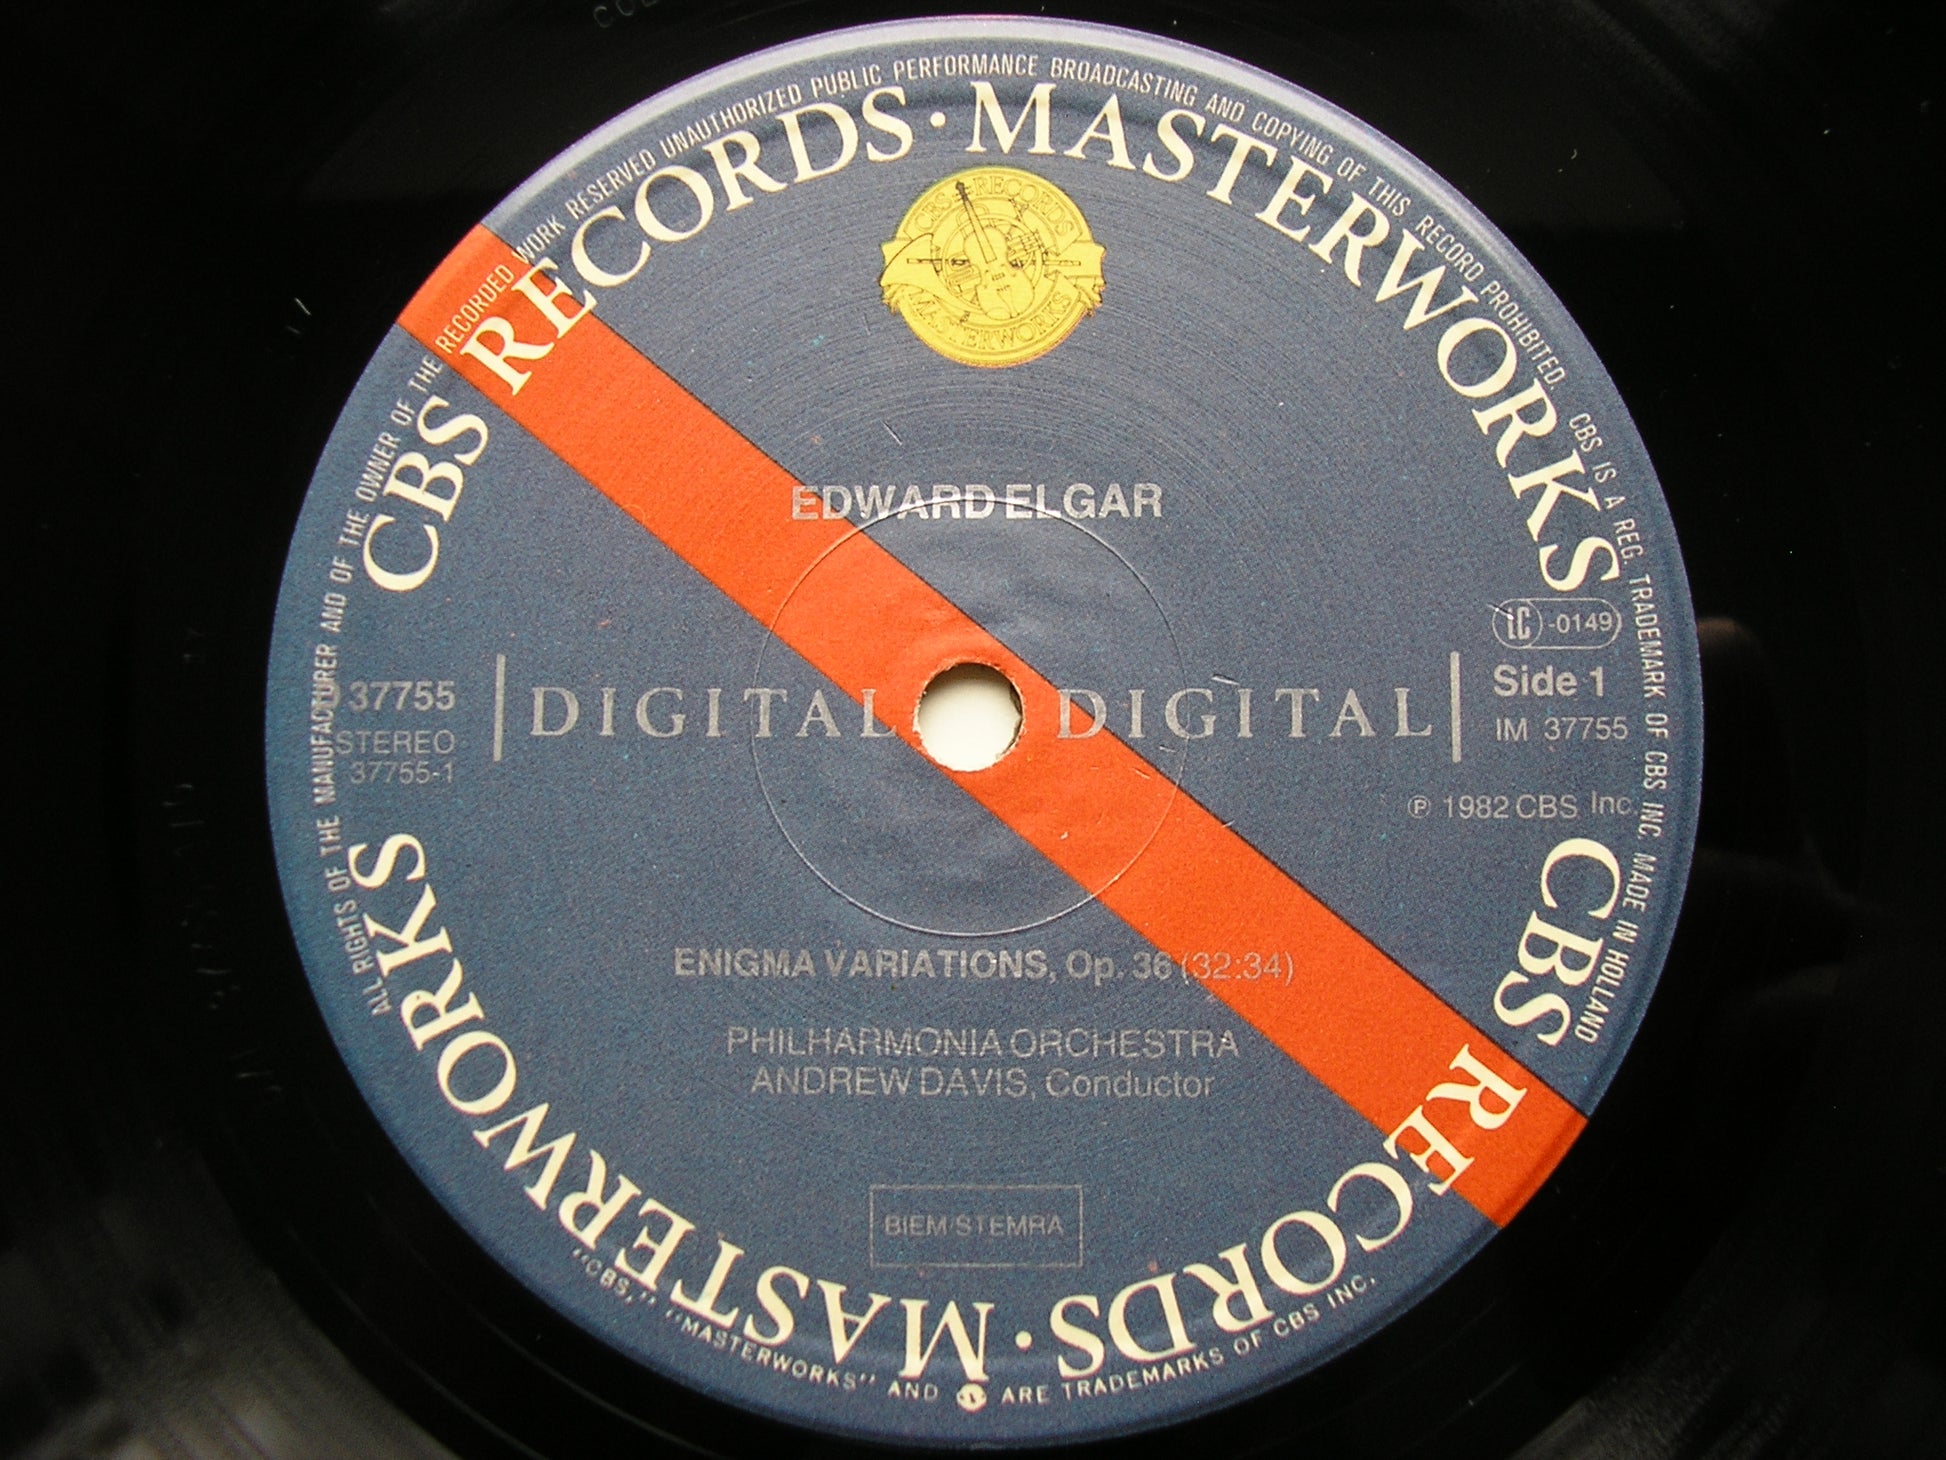 ALL RIGHTS OF THE MANUFACTURER AND OF THE OWNER OF THE RECORDED WORK RESERVED UNAUTHORIZED PUBLIC PERFORMANCE BROADCASTING AND COPYING OF THIS RECORD PROHIBITED. CBS IS A REG. TRADEMARK OF CBS INC. MADE IN HOLLAND
CBS RECORDS · MASTERWORKS
CBS RECORDS
MASTERWORKS
EDWARD ELGAR
iC -0149
37755
STEREO
37755-1
DIGITAL DIGITAL
Side 1
IM 37755
℗ 1982 CBS Inc.
ENIGMA VARIATIONS, Op. 36 (32:34)
PHILHARMONIA ORCHESTRA
ANDREW DAVIS, Conductor
BIEM/STEMRA
CBS RECORDS · MASTERWORKS
"CBS," "MASTERWORKS" AND ARE TRADEMARKS OF CBS INC.